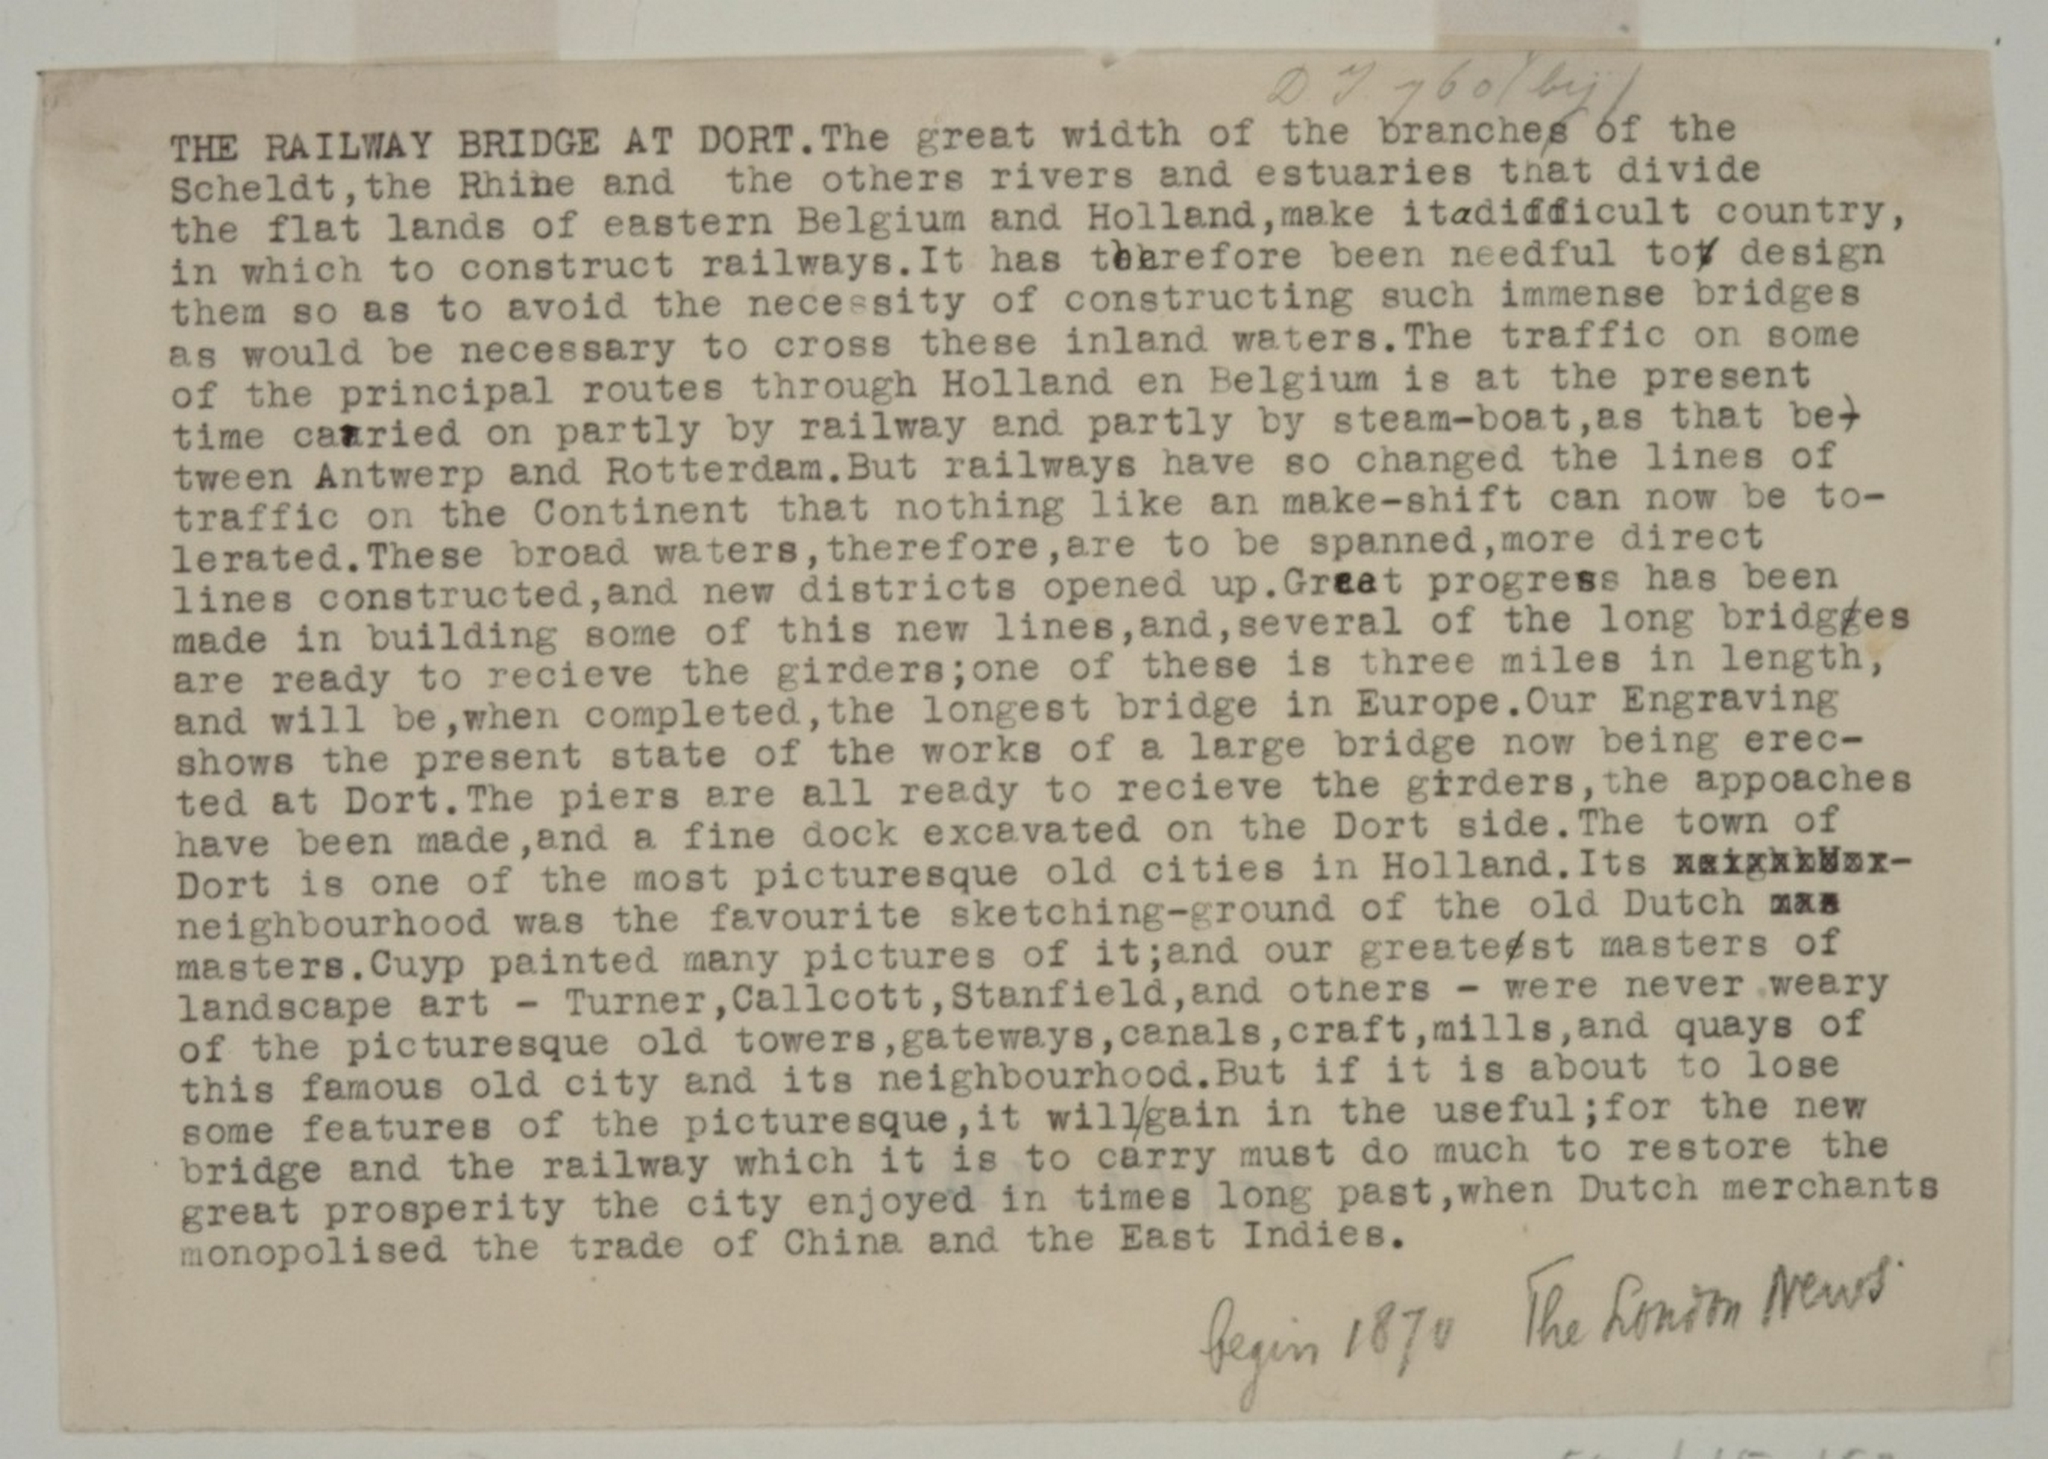 D I 760 (bij)
THE RAILWAY BRIDGE AT DORT.The great width of the branches of the
Scheldt,the Rhine and the others rivers and estuaries that divide
the flat lands of eastern Belgium and Holland,make it a difficult country,
in which to construct railways.It has therefore been needful to design
them so as to avoid the necessity of constructing such immense bridges
as would be necessary to cross these inland waters.The traffic on some
of the principal routes through Holland en Belgium is at the present
time carried on partly by railway and partly by steam-boat,as that be-
tween Antwerp and Rotterdam.But railways have so changed the lines of
traffic on the Continent that nothing like an make-shift can now be to-
lerated.These broad waters,therefore,are to be spanned,more direct
lines constructed,and new districts opened up.Great progress has been
made in building some of this new lines,and,several of the long bridges
are ready to recieve the girders;one of these is three miles in length,
and will be,when completed,the longest bridge in Europe.Our Engraving
shows the present state of the works of a large bridge now being erec-
ted at Dort.The piers are all ready to recieve the girders,the appoaches
have been made,and a fine dock excavated on the Dort side.The town of
Dort is one of the most picturesque old cities in Holland.Its
neighbourhood was the favourite sketching-ground of the old Dutch
masters.Cuyp painted many pictures of it;and our greatest masters of
landscape art - Turner,Callcott,Stanfield,and others - were never weary
of the picturesque old towers,gateways,canals,craft,mills,and quays of
this famous old city and its neighbourhood.But if it is about to lose
some features of the picturesque,it will/gain in the useful;for the new
bridge and the railway which it is to carry must do much to restore the
great prosperity the city enjoyed in times long past,when Dutch merchants
monopolised the trade of China and the East Indies.
begin 1870 The London News